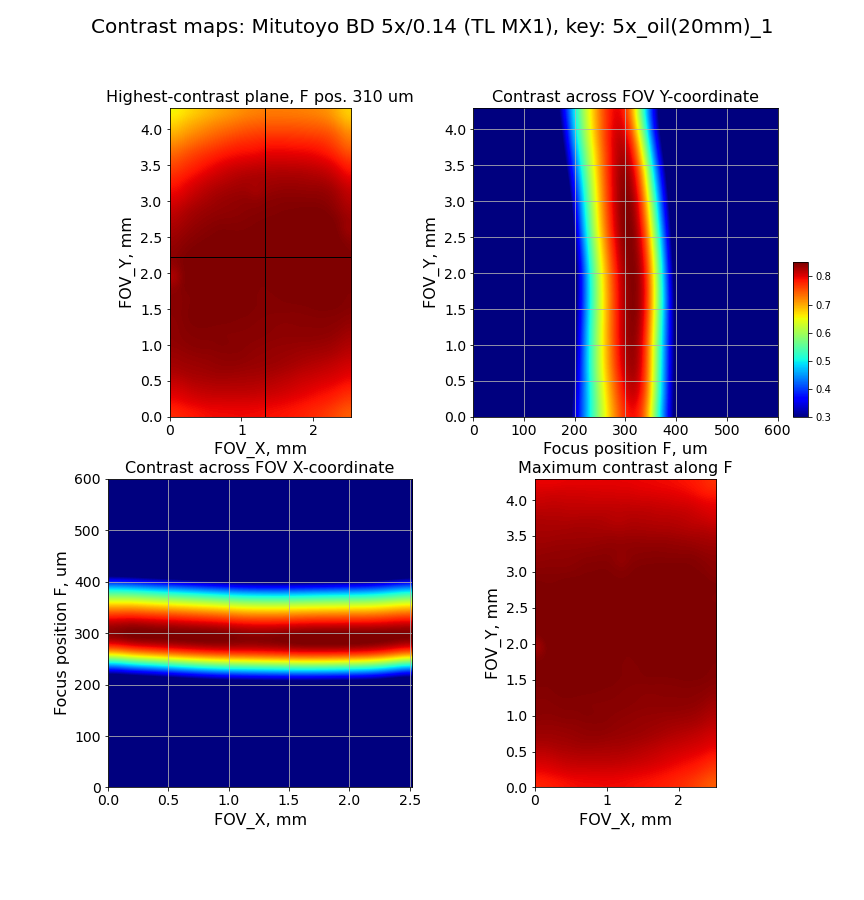 Contrast maps: Mitutoyo BD 5x/0.14 (TL MX1), key: 5x_oil(20mm)_1
Highest-contrast plane, F pos. 310 um
4.0
3.5
3.0
2.5
2.0
1.5
1.0
0.5
0.0
FOV_Y, mm
0 1 2
FOV_X, mm
Contrast across FOV Y-coordinate
4.0
3.5
3.0
2.5
2.0
1.5
1.0
0.5
0.0
FOV_Y, mm
0 100 200 300 400 500 600
Focus position F, um
0.8
0.7
0.6
0.5
0.4
0.3
Contrast across FOV X-coordinate
600
500
400
300
200
100
0
Focus position F, um
0.0 0.5 1.0 1.5 2.0 2.5
FOV_X, mm
Maximum contrast along F
4.0
3.5
3.0
2.5
2.0
1.5
1.0
0.5
0.0
FOV_Y, mm
0 1 2
FOV_X, mm